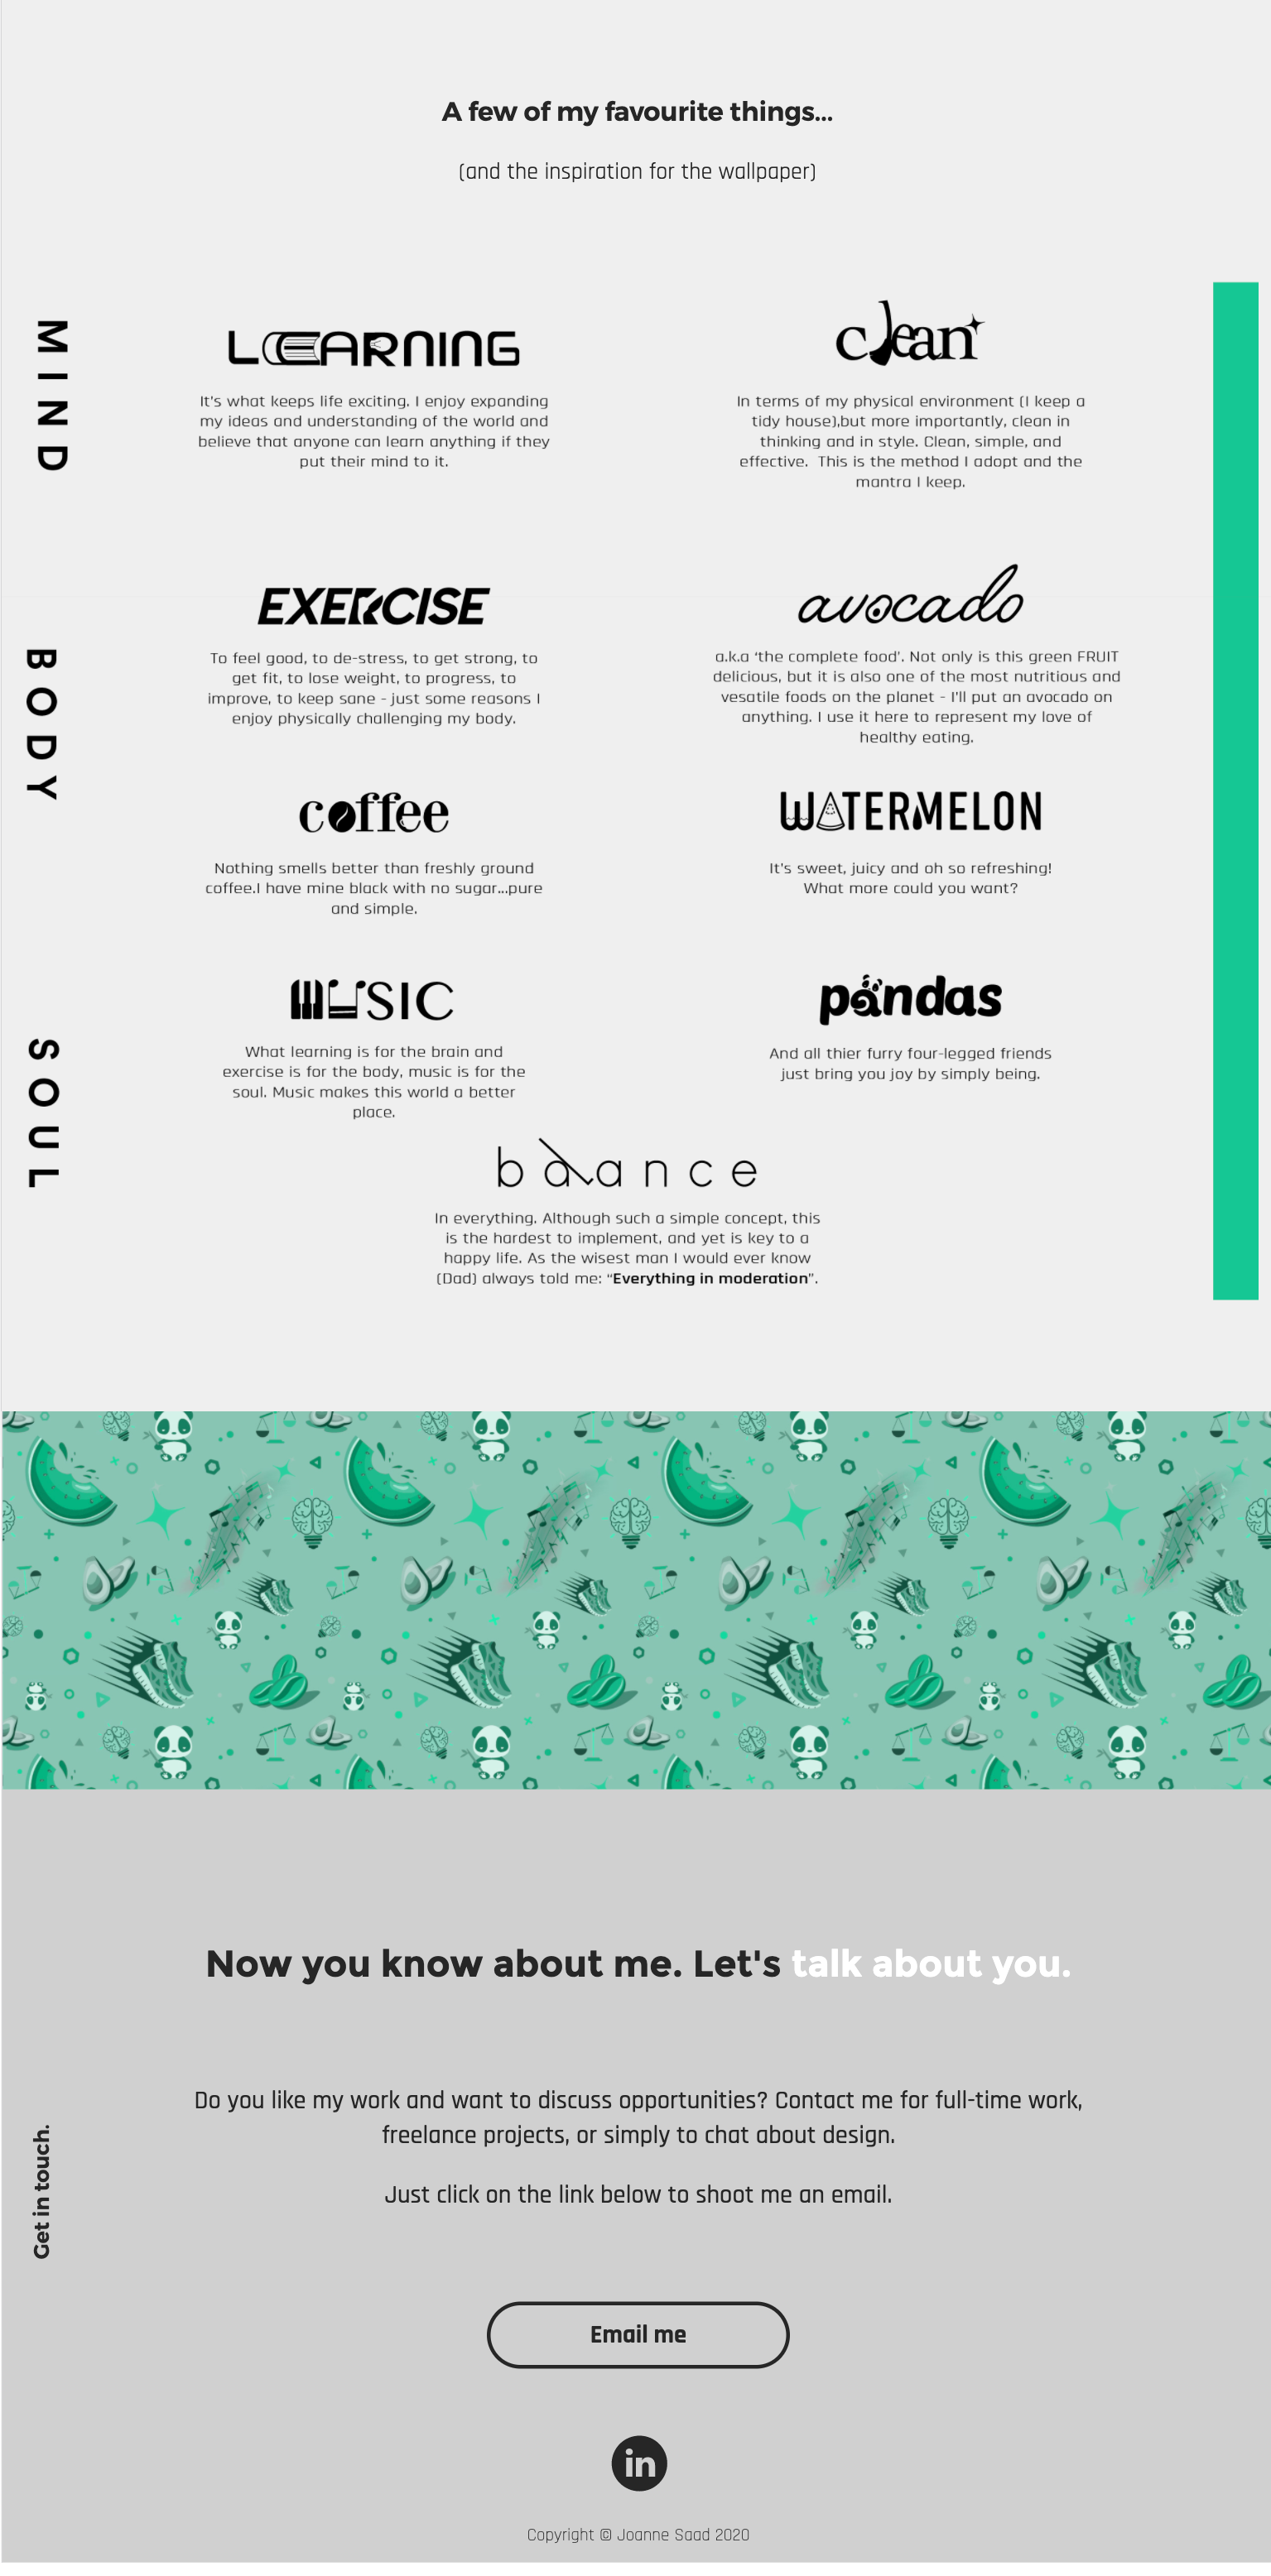 A few of my favourite things...
(and the inspiration for the wallpaper)
MIND
LEARNING
It's what keeps life exciting. I enjoy expanding
my ideas and understanding of the world and
believe that anyone can learn anything if they
put their mind to it.
clean
In terms of my physical environment (I keep a
tidy house),but more importantly, clean in
thinking and in style. Clean, simple, and
effective.  This is the method I adopt and the
mantra I keep.
BODY
EXERCISE
To feel good, to de-stress, to get strong, to
get fit, to lose weight, to progress, to
improve, to keep sane - just some reasons I
enjoy physically challenging my body.
avocado
a.k.a ‘the complete food’. Not only is this green FRUIT
delicious, but it is also one of the most nutritious and
vesatile foods on the planet - I’ll put an avocado on
anything. I use it here to represent my love of
healthy eating.
coffee
Nothing smells better than freshly ground
coffee.I have mine black with no sugar...pure
and simple.
WATERMELON
It's sweet, juicy and oh so refreshing!
What more could you want?
SOUL
MUSIC
What learning is for the brain and
exercise is for the body, music is for the
soul. Music makes this world a better
place.
pandas
And all thier furry four-legged friends
just bring you joy by simply being.
balance
In everything. Although such a simple concept, this
is the hardest to implement, and yet is key to a
happy life. As the wisest man I would ever know
(Dad) always told me: “Everything in moderation”.
Now you know about me. Let's talk about you.
Get in touch.
Do you like my work and want to discuss opportunities? Contact me for full-time work,
freelance projects, or simply to chat about design.
Just click on the link below to shoot me an email.
Email me
in
Copyright © Joanne Saad 2020